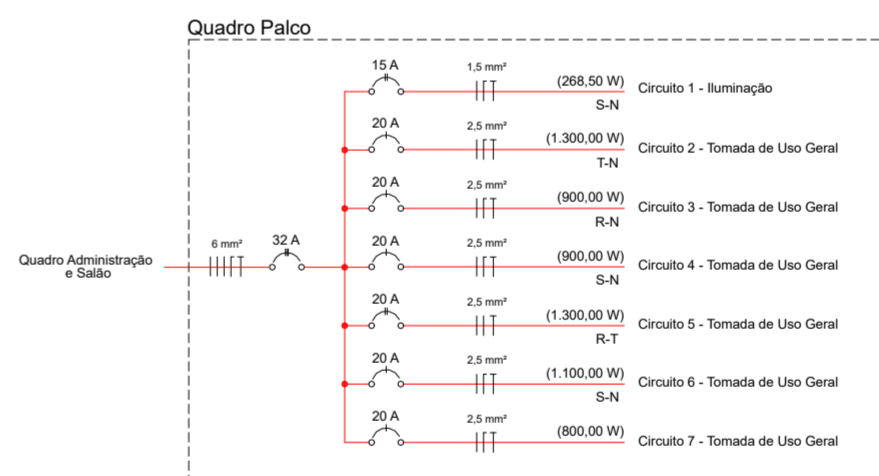 Quadro Palco
15 A
1,5 mm²
(268,50 W)
S-N
Circuito 1 - Iluminação
20 A
2,5 mm²
(1.300,00 W)
T-N
Circuito 2 - Tomada de Uso Geral
20 A
2,5 mm²
(900,00 W)
R-N
Circuito 3 - Tomada de Uso Geral
Quadro Administração
e Salão
6 mm²
32 A
20 A
2,5 mm²
(900,00 W)
S-N
Circuito 4 - Tomada de Uso Geral
20 A
2,5 mm²
(1.300,00 W)
R-T
Circuito 5 - Tomada de Uso Geral
20 A
2,5 mm²
(1.100,00 W)
S-N
Circuito 6 - Tomada de Uso Geral
20 A
2,5 mm²
(800,00 W)
Circuito 7 - Tomada de Uso Geral